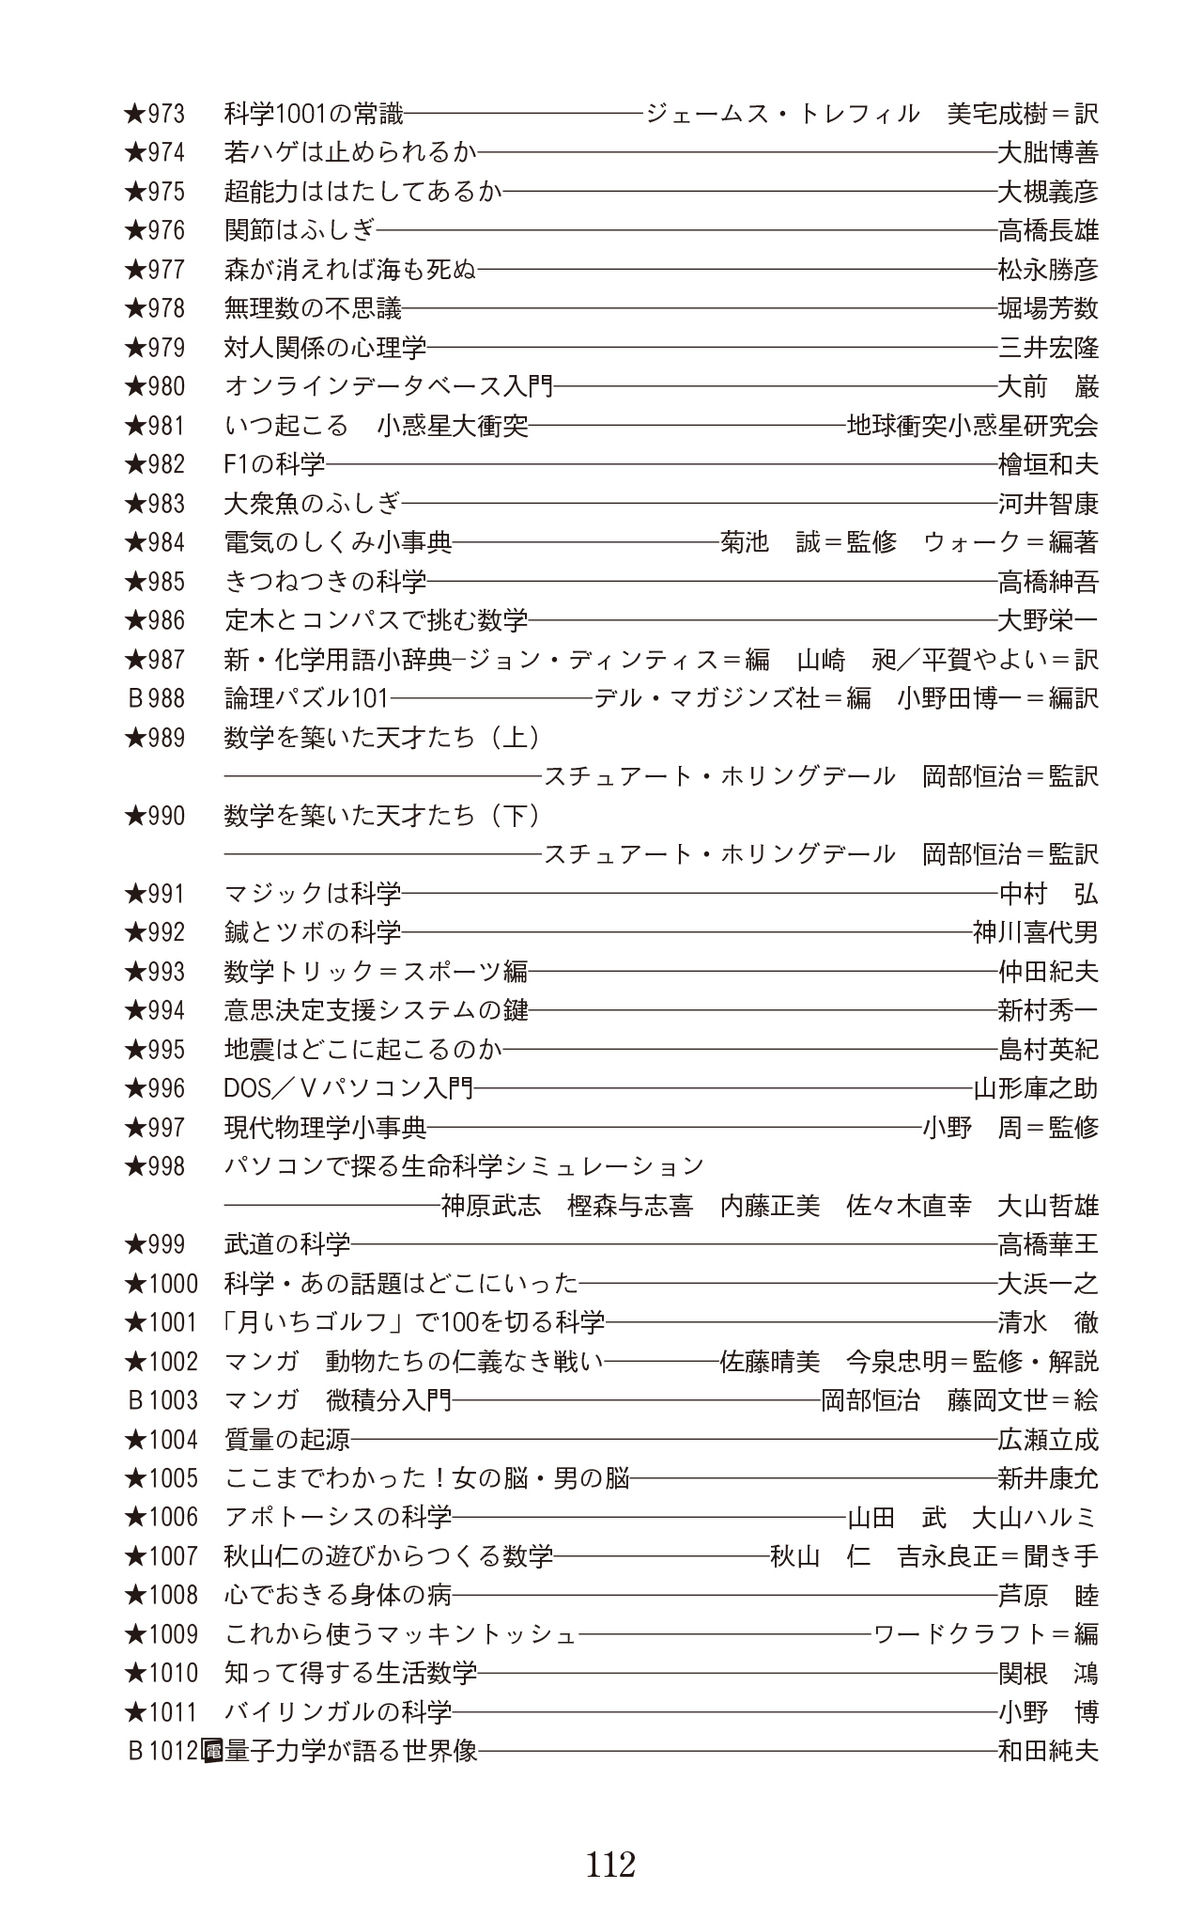 ★973 科学1001の常識―ジェームス・トレフィル 美宅成樹＝訳
★974 若ハゲは止められるか―大朏博善
★975 超能力ははたしてあるか―大槻義彦
★976 関節はふしぎ―高橋長雄
★977 森が消えれば海も死ぬ―松永勝彦
★978 無理数の不思議―堀場芳数
★979 対人関係の心理学―三井宏隆
★980 オンラインデータベース入門―大前 巌
★981 いつ起こる 小惑星大衝突―地球衝突小惑星研究会
★982 F1の科学―檜垣和夫
★983 大衆魚のふしぎ―河井智康
★984 電気のしくみ小事典―菊池 誠＝監修 ウォーク＝編著
★985 きつねつきの科学―高橋紳吾
★986 定木とコンパスで挑む数学―大野栄一
★987 新・化学用語小辞典―ジョン・ディンティス＝編 山崎 昶／平賀やよい＝訳
B988 論理パズル101―デル・マガジンズ社＝編 小野田博一＝編訳
★989 数学を築いた天才たち（上）
―スチュアート・ホリングデール 岡部恒治＝監訳
★990 数学を築いた天才たち（下）
―スチュアート・ホリングデール 岡部恒治＝監訳
★991 マジックは科学―中村 弘
★992 鍼とツボの科学―神川喜代男
★993 数学トリック＝スポーツ編―仲田紀夫
★994 意思決定支援システムの鍵―新村秀一
★995 地震はどこに起こるのか―島村英紀
★996 DOS／Ｖパソコン入門―山形庫之助
★997 現代物理学小事典―小野 周＝監修
★998 パソコンで探る生命科学シミュレーション
―神原武志 樫森与志喜 内藤正美 佐々木直幸 大山哲雄
★999 武道の科学―高橋華王
★1000 科学・あの話題はどこにいった―大浜一之
★1001 「月いちゴルフ」で100を切る科学―清水 徹
★1002 マンガ 動物たちの仁義なき戦い―佐藤晴美 今泉忠明＝監修・解説
B1003 マンガ 微積分入門―岡部恒治 藤岡文世＝絵
★1004 質量の起源―広瀬立成
★1005 ここまでわかった！女の脳・男の脳―新井康允
★1006 アポトーシスの科学―山田 武 大山ハルミ
★1007 秋山仁の遊びからつくる数学―秋山 仁 吉永良正＝聞き手
★1008 心でおきる身体の病―芦原 睦
★1009 これから使うマッキントッシュ―ワードクラフト＝編
★1010 知って得する生活数学―関根 鴻
★1011 バイリンガルの科学―小野 博
B1012 電 量子力学が語る世界像―和田純夫
112